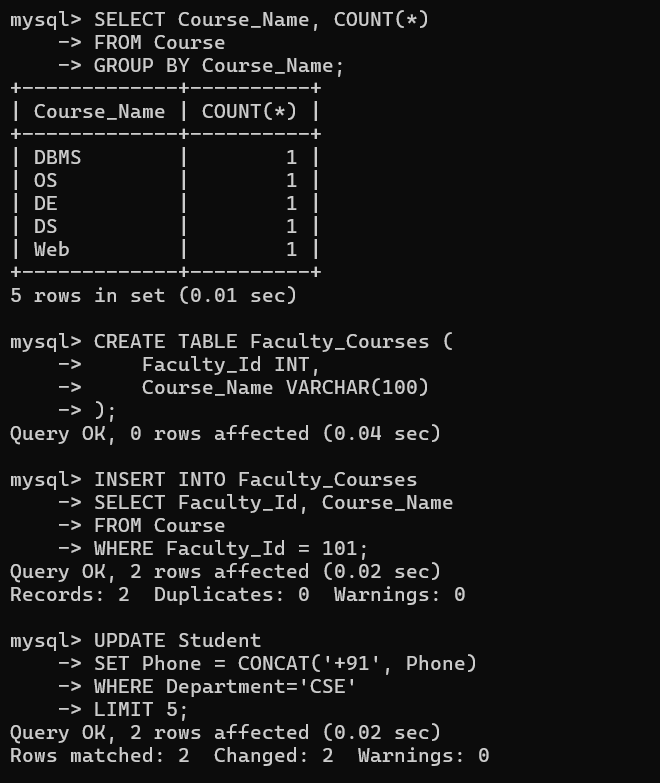 mysql> SELECT Course_Name, COUNT(*)
    -> FROM Course
    -> GROUP BY Course_Name;
+-------------+----------+
| Course_Name | COUNT(*) |
+-------------+----------+
| DBMS        |        1 |
| OS          |        1 |
| DE          |        1 |
| DS          |        1 |
| Web         |        1 |
+-------------+----------+
5 rows in set (0.01 sec)

mysql> CREATE TABLE Faculty_Courses (
    ->     Faculty_Id INT,
    ->     Course_Name VARCHAR(100)
    -> );
Query OK, 0 rows affected (0.04 sec)

mysql> INSERT INTO Faculty_Courses
    -> SELECT Faculty_Id, Course_Name
    -> FROM Course
    -> WHERE Faculty_Id = 101;
Query OK, 2 rows affected (0.02 sec)
Records: 2  Duplicates: 0  Warnings: 0

mysql> UPDATE Student
    -> SET Phone = CONCAT('+91', Phone)
    -> WHERE Department='CSE'
    -> LIMIT 5;
Query OK, 2 rows affected (0.02 sec)
Rows matched: 2  Changed: 2  Warnings: 0